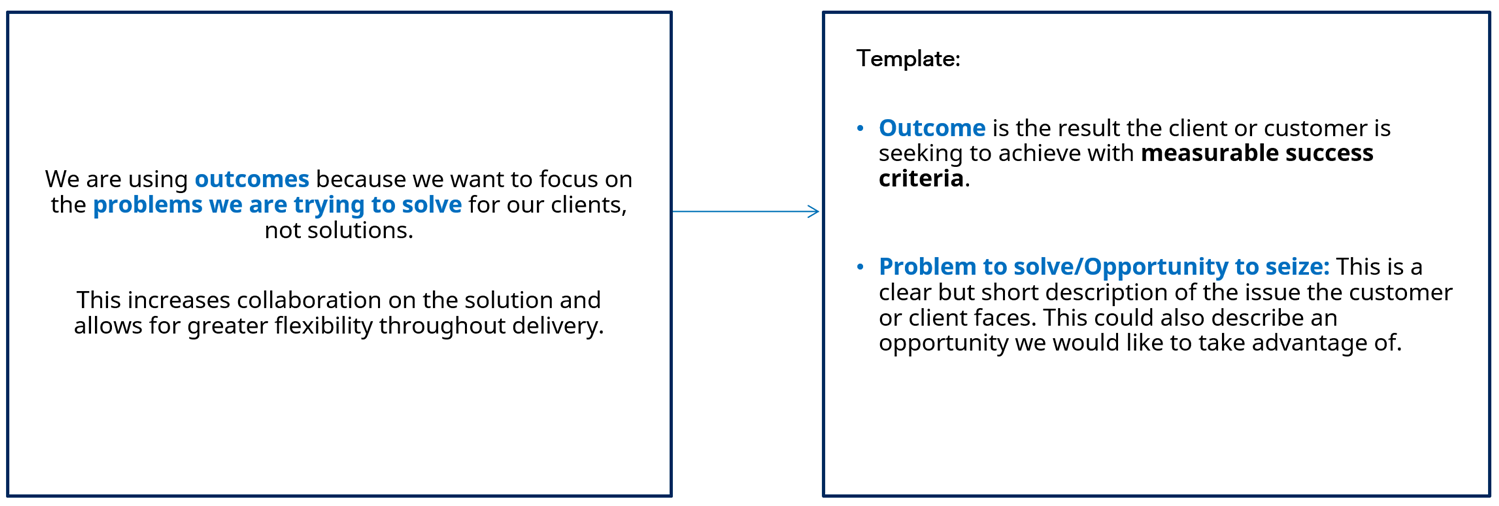 We are using outcomes because we want to focus on
the problems we are trying to solve for our clients,
not solutions.
This increases collaboration on the solution and
allows for greater flexibility throughout delivery.
Template:
• Outcome is the result the client or customer is
seeking to achieve with measurable success
criteria.
• Problem to solve/Opportunity to seize: This is a
clear but short description of the issue the customer
or client faces. This could also describe an
opportunity we would like to take advantage of.